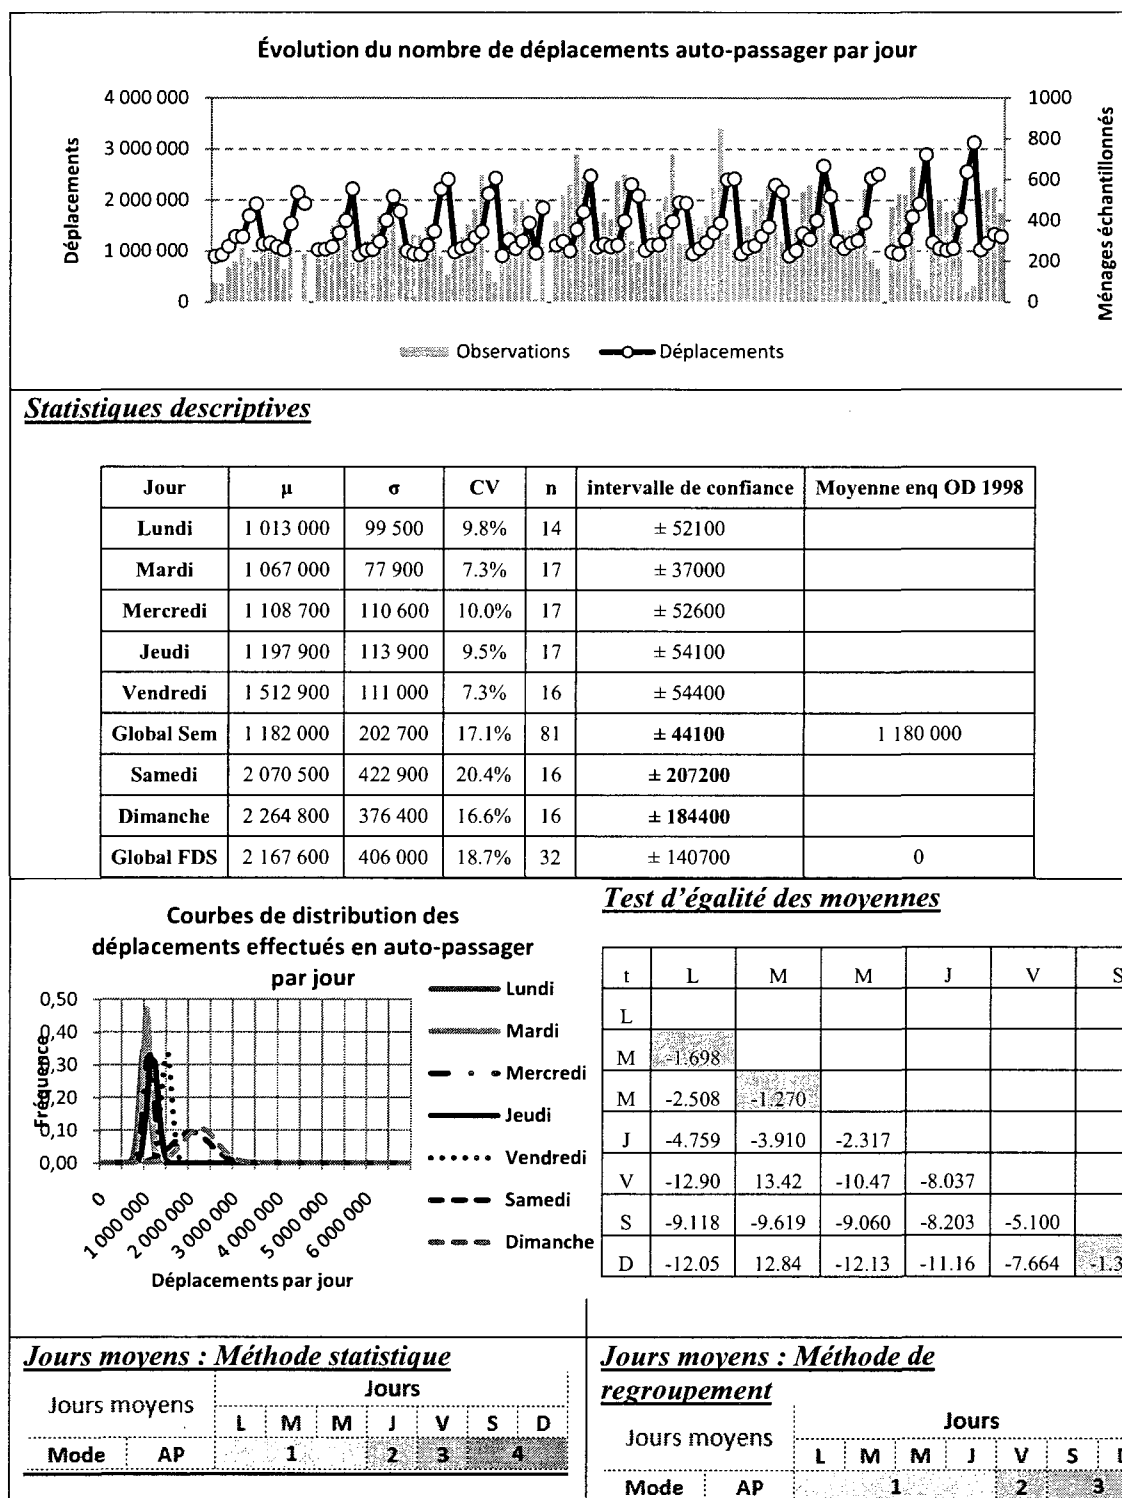 Évolution du nombre de déplacements auto-passager par jour
4 000 000
3 000 000
2 000 000
1 000 000
0
Déplacements
1000
800
600
400
200
0
Ménages échantillonnés
Observations Déplacements
Statistiques descriptives
Jour μ σ CV n intervalle de confiance Moyenne enq OD 1998
Lundi 1 013 000 99 500 9.8% 14 ± 52100
Mardi 1 067 000 77 900 7.3% 17 ± 37000
Mercredi 1 108 700 110 600 10.0% 17 ± 52600
Jeudi 1 197 900 113 900 9.5% 17 ± 54100
Vendredi 1 512 900 111 000 7.3% 16 ± 54400
Global Sem 1 182 000 202 700 17.1% 81 ± 44100 1 180 000
Samedi 2 070 500 422 900 20.4% 16 ± 207200
Dimanche 2 264 800 376 400 16.6% 16 ± 184400
Global FDS 2 167 600 406 000 18.7% 32 ± 140700 0
Courbes de distribution des
déplacements effectués en auto-passager
par jour
0,50
0,40
0,30
0,20
0,10
0,00
Fréquence
0
1 000 000
2 000 000
3 000 000
4 000 000
5 000 000
6 000 000
Déplacements par jour
Lundi
Mardi
Mercredi
Jeudi
Vendredi
Samedi
Dimanche
Test d'égalité des moyennes
t L M M J V S
L
M -1.698
M -2.508 -1.270
J -4.759 -3.910 -2.317
V -12.90 13.42 -10.47 -8.037
S -9.118 -9.619 -9.060 -8.203 -5.100
D -12.05 12.84 -12.13 -11.16 -7.664 -1.3
Jours moyens : Méthode statistique
Jours moyens Jours
L M M J V S D
Mode AP 1 2 3 4
Jours moyens : Méthode de
regroupement
Jours moyens Jours
L M M J V S
Mode AP 1 2 3